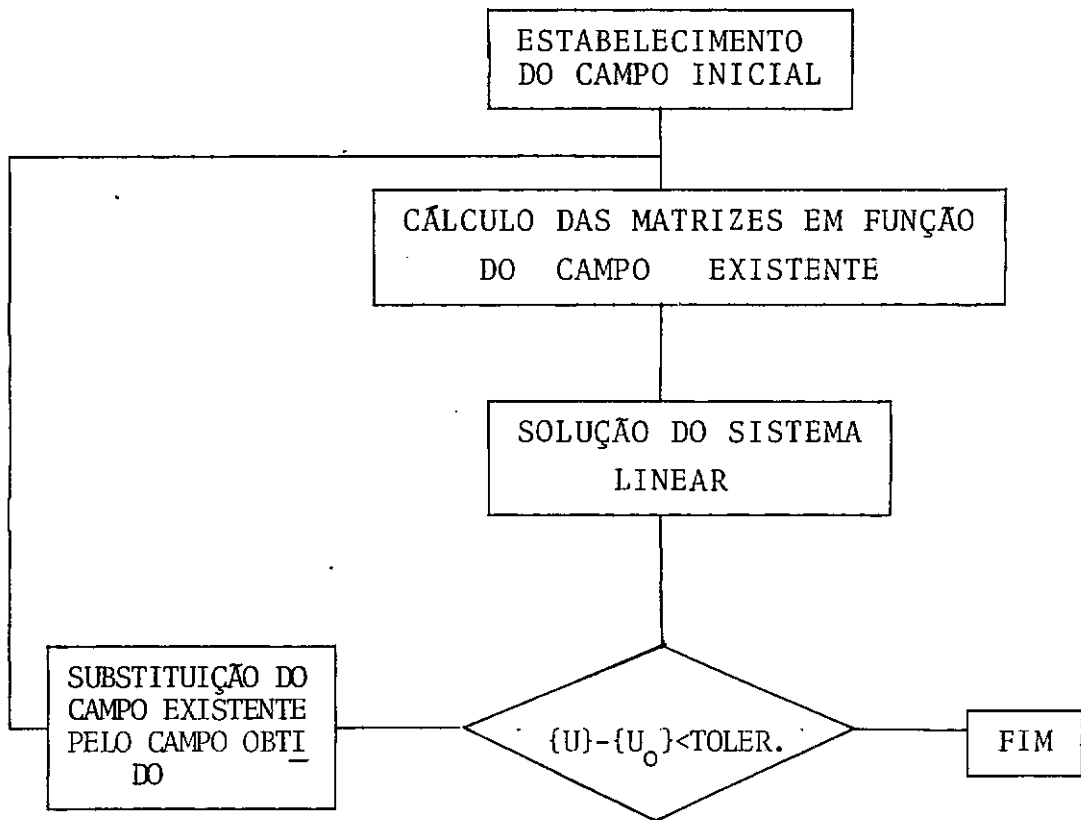 ESTABELECIMENTO
DO CAMPO INICIAL
CÁLCULO DAS MATRIZES EM FUNÇÃO
DO CAMPO EXISTENTE
SOLUÇÃO DO SISTEMA
LINEAR
SUBSTITUIÇÃO DO
CAMPO EXISTENTE
PELO CAMPO OBTI
DO
{U}-{U₀}<TOLER.
FIM